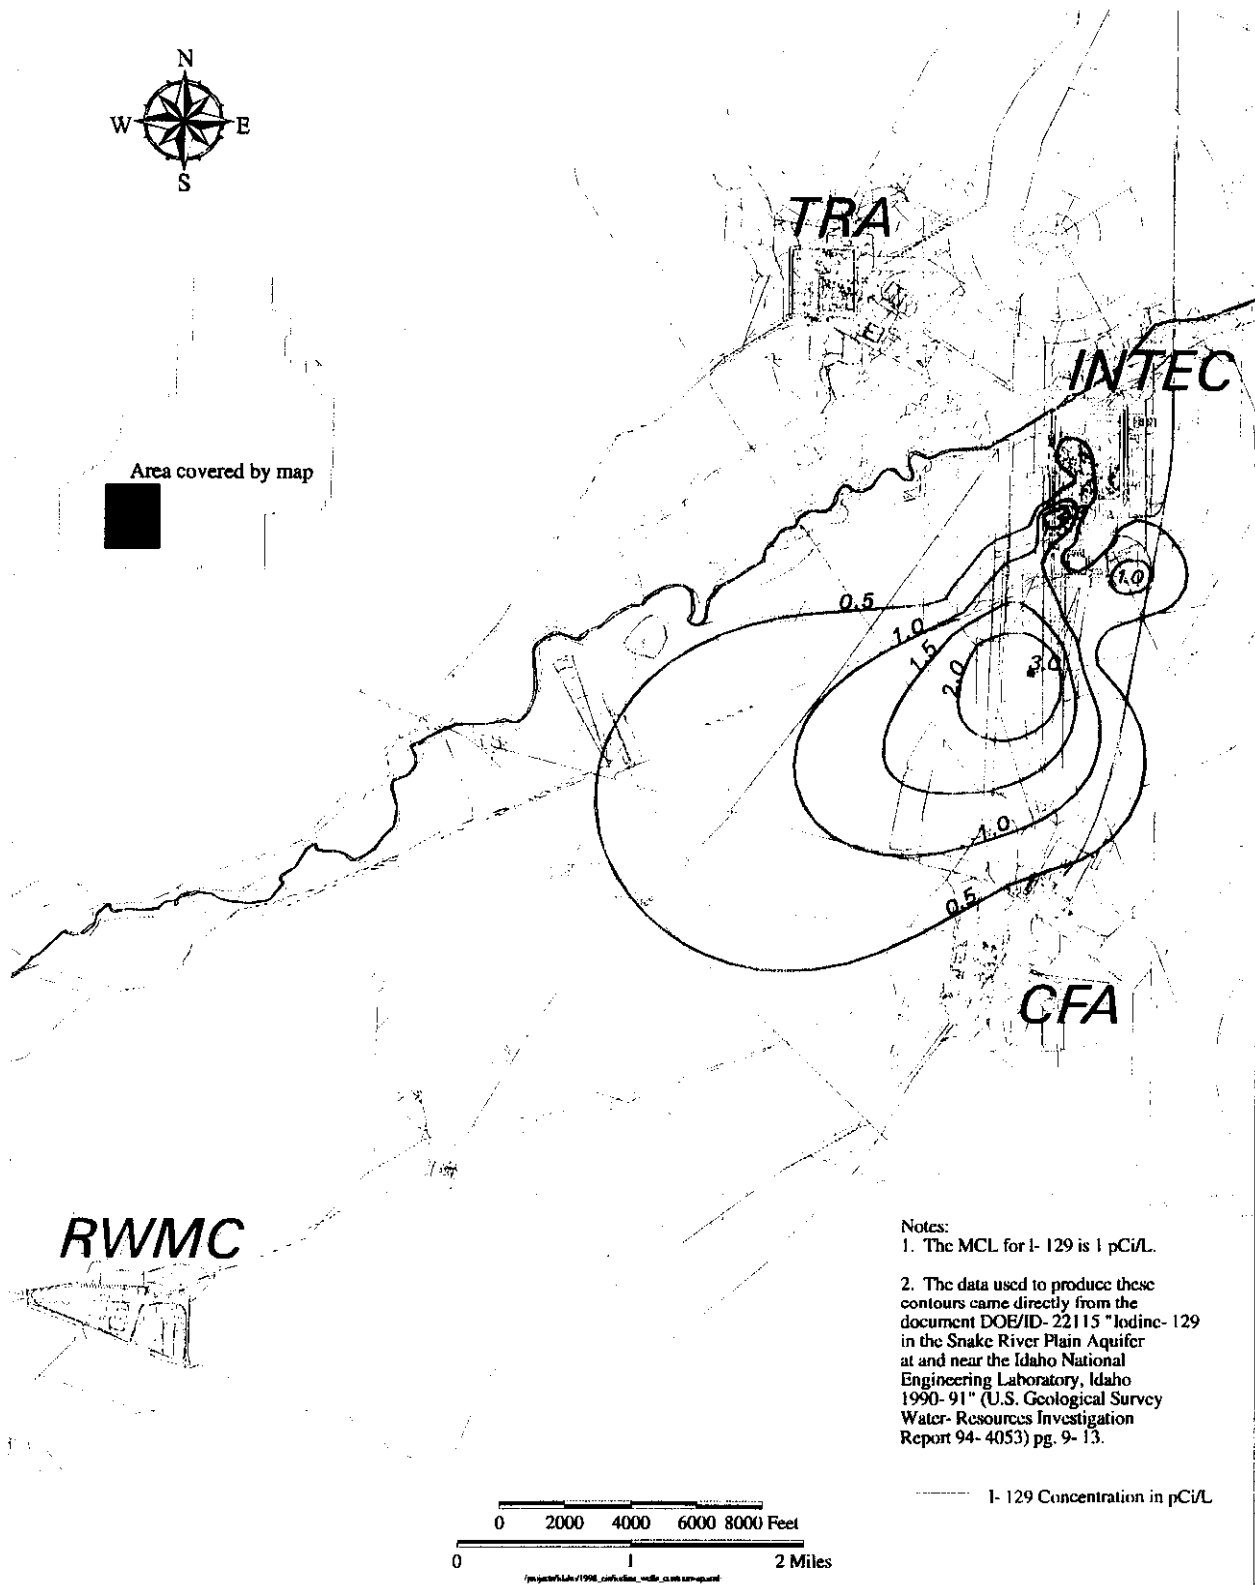 N
W E
S
TRA
INTEC
Area covered by map
1.0
0.5
1.0
1.5
2.0
3.0
1.0
0.5
CFA
RWMC
Notes:
1. The MCL for I- 129 is 1 pCi/L.
2. The data used to produce these
contours came directly from the
document DOE/ID- 22115 "Iodine- 129
in the Snake River Plain Aquifer
at and near the Idaho National
Engineering Laboratory, Idaho
1990- 91" (U.S. Geological Survey
Water- Resources Investigation
Report 94- 4053) pg. 9- 13.
I- 129 Concentration in pCi/L
0 2000 4000 6000 8000 Feet
0 1 2 Miles